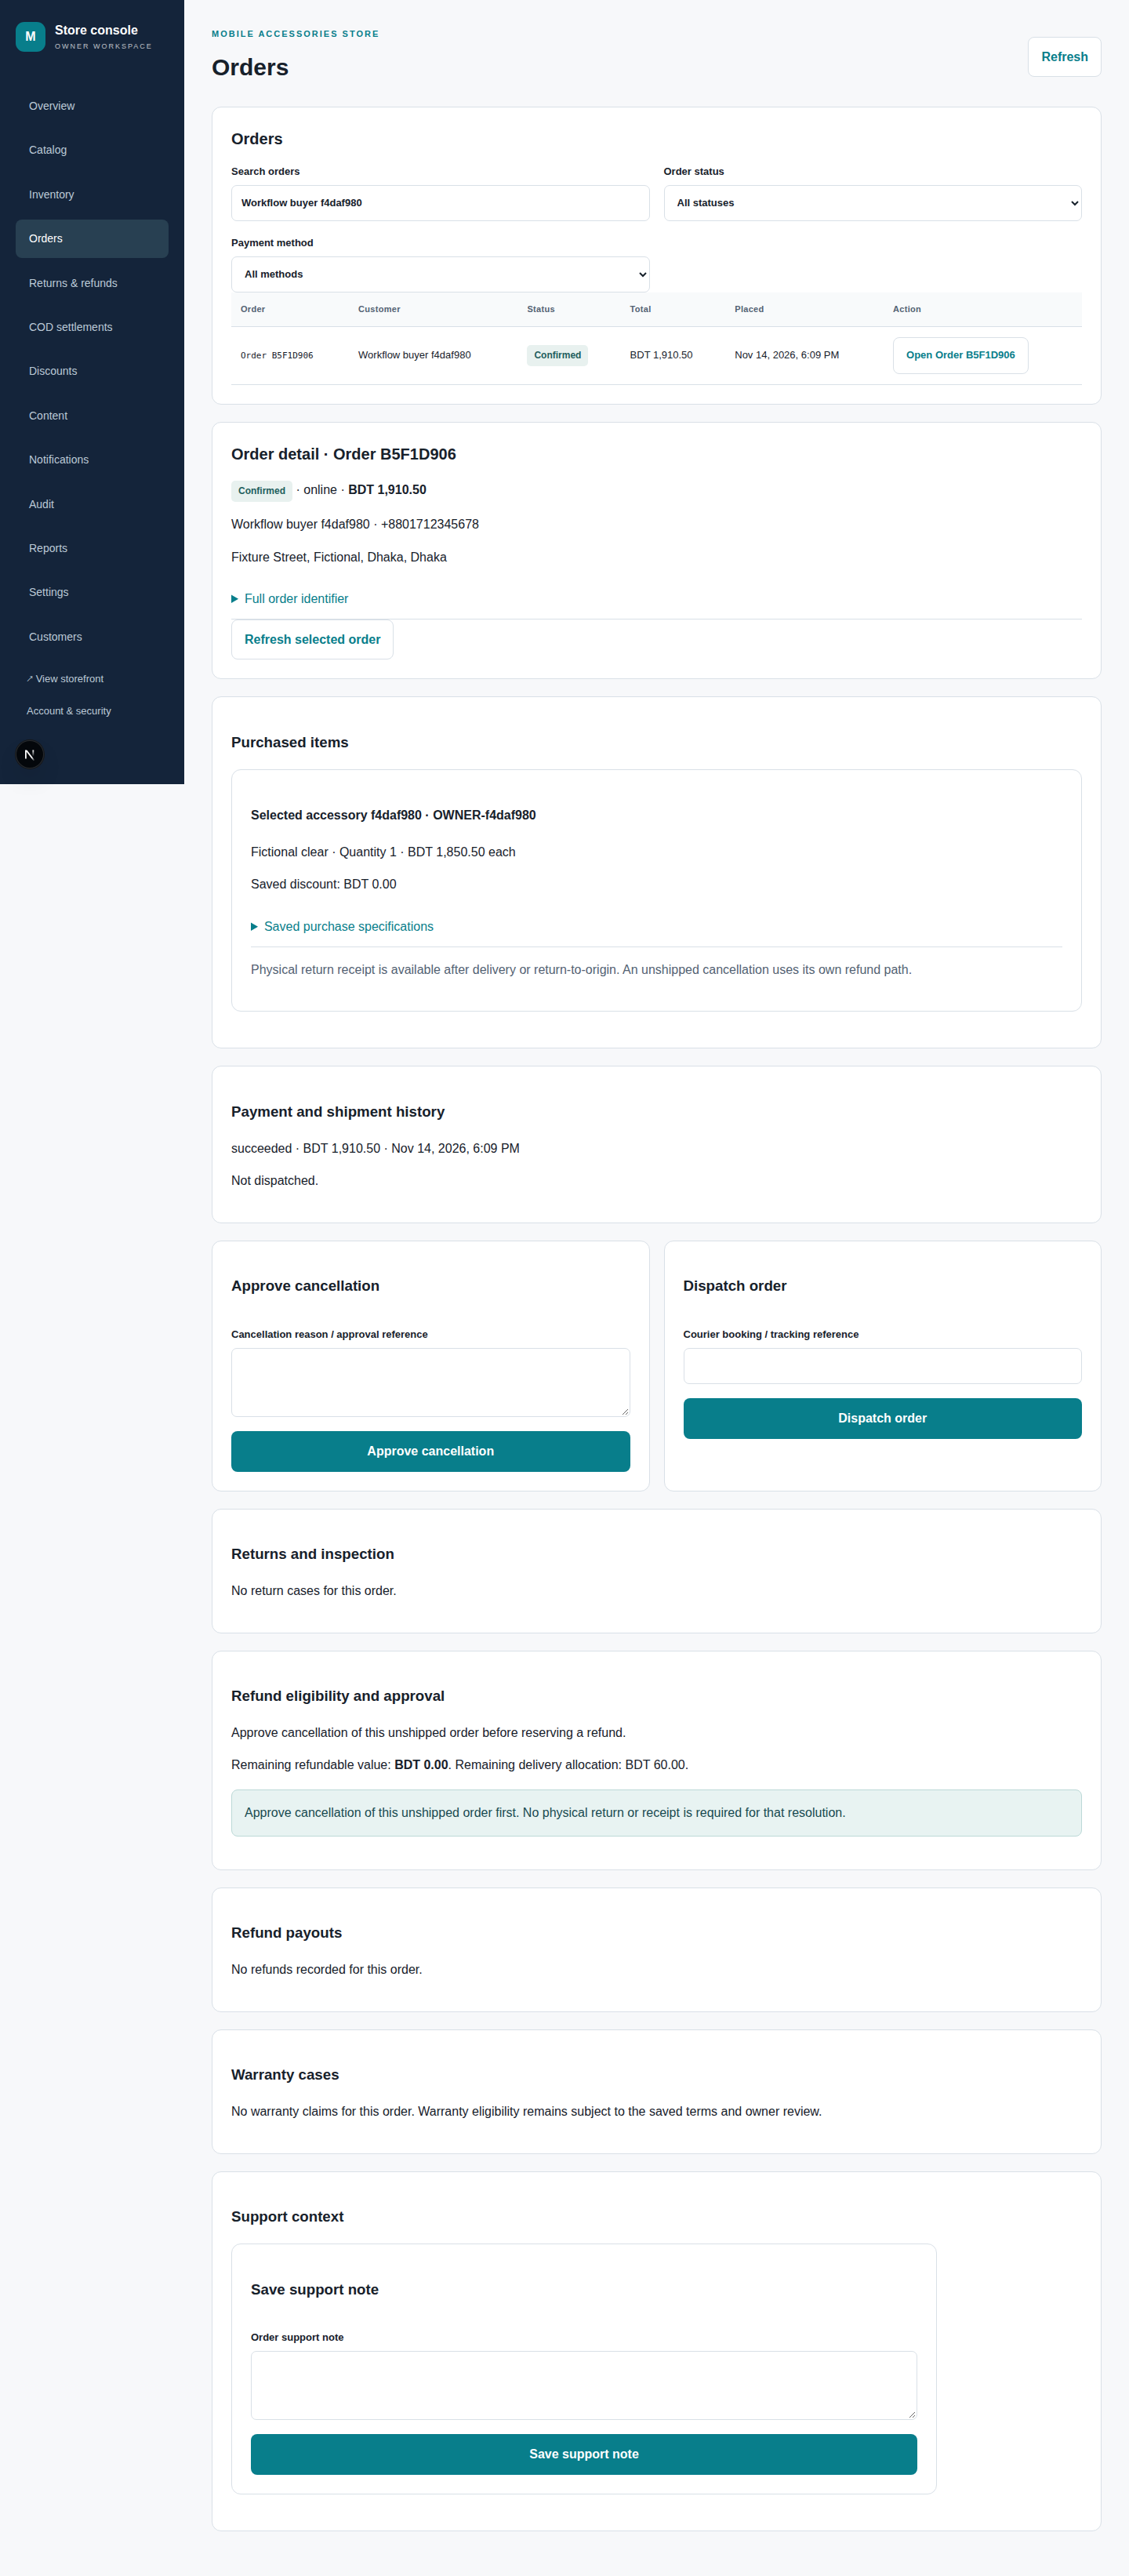 M
Store console
OWNER WORKSPACE
Overview
Catalog
Inventory
Orders
Returns & refunds
COD settlements
Discounts
Content
Notifications
Audit
Reports
Settings
Customers
↗ View storefront
Account & security
N
MOBILE ACCESSORIES STORE
Orders
Refresh
Orders
Search orders
Order status
Workflow buyer f4daf980
All statuses
Payment method
All methods
Order Customer Status Total Placed Action
Order B5F1D906 Workflow buyer f4daf980 Confirmed BDT 1,910.50 Nov 14, 2026, 6:09 PM Open Order B5F1D906
Order detail · Order B5F1D906
Confirmed · online · BDT 1,910.50
Workflow buyer f4daf980 · +8801712345678
Fixture Street, Fictional, Dhaka, Dhaka
Full order identifier
Refresh selected order
Purchased items
Selected accessory f4daf980 · OWNER-f4daf980
Fictional clear · Quantity 1 · BDT 1,850.50 each
Saved discount: BDT 0.00
Saved purchase specifications
Physical return receipt is available after delivery or return-to-origin. An unshipped cancellation uses its own refund path.
Payment and shipment history
succeeded · BDT 1,910.50 · Nov 14, 2026, 6:09 PM
Not dispatched.
Approve cancellation
Cancellation reason / approval reference
Approve cancellation
Dispatch order
Courier booking / tracking reference
Dispatch order
Returns and inspection
No return cases for this order.
Refund eligibility and approval
Approve cancellation of this unshipped order before reserving a refund.
Remaining refundable value: BDT 0.00. Remaining delivery allocation: BDT 60.00.
Approve cancellation of this unshipped order first. No physical return or receipt is required for that resolution.
Refund payouts
No refunds recorded for this order.
Warranty cases
No warranty claims for this order. Warranty eligibility remains subject to the saved terms and owner review.
Support context
Save support note
Order support note
Save support note